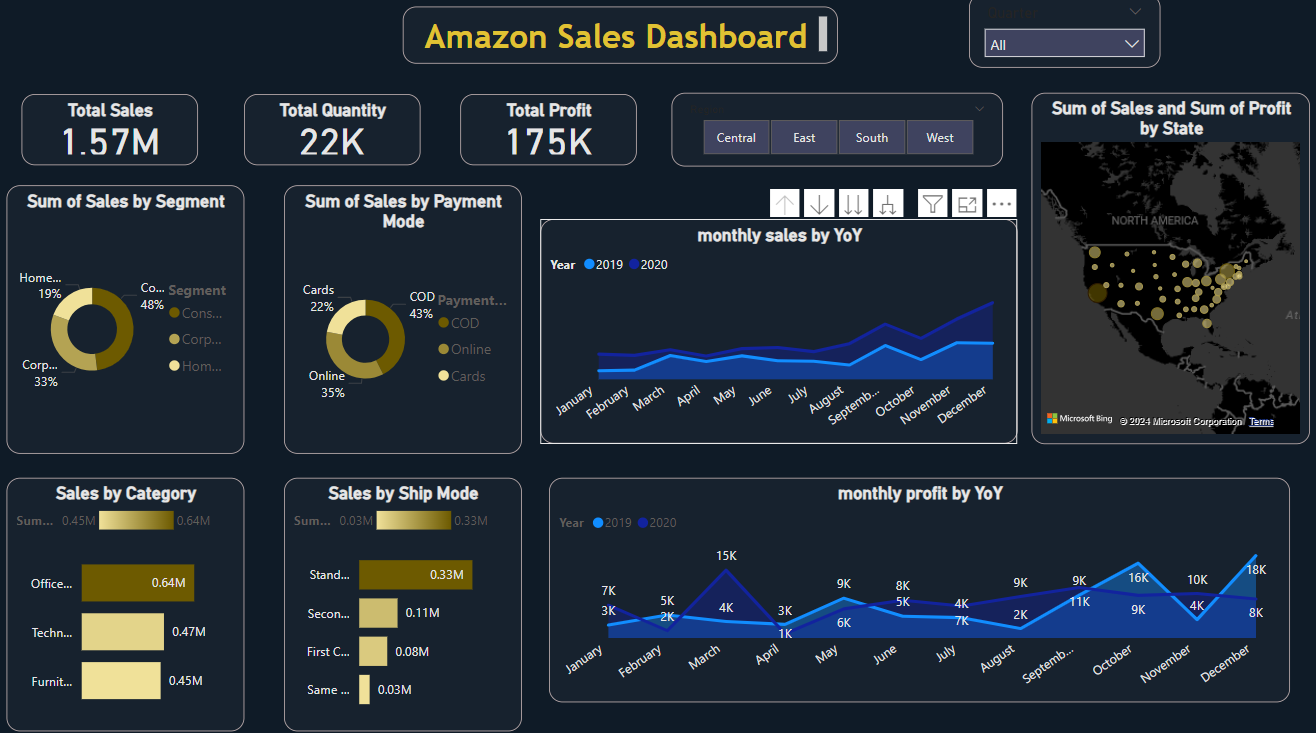 Amazon Sales Dashboard
All
Total Sales
1.57M
Total Quantity
22K
Total Profit
175K
Central East South West
Sum of Sales and Sum of Profit
by State
NORTH AMERICA
Microsoft Bing © 2024 Microsoft Corporation Terms
Sum of Sales by Segment
Home...
19%
Co...
48%
Corp...
33%
Segment
Cons...
Corp...
Hom...
Sum of Sales by Payment
Mode
Cards
22%
COD
43%
Online
35%
Payment...
COD
Online
Cards
monthly sales by YoY
Year 2019 2020
January February March April May June July August Septemb... October November December
Sales by Category
Sum... 0.45M 0.64M
Office... 0.64M
Techn... 0.47M
Furnit... 0.45M
Sales by Ship Mode
Sum... 0.03M 0.33M
Stand... 0.33M
Secon... 0.11M
First C... 0.08M
Same ... 0.03M
monthly profit by YoY
Year 2019 2020
7K 5K 15K 3K 9K 8K 4K 9K 9K 16K 10K 18K
3K 2K 4K 1K 6K 5K 7K 2K 11K 9K 4K 8K
January February March April May June July August Septemb... October November December